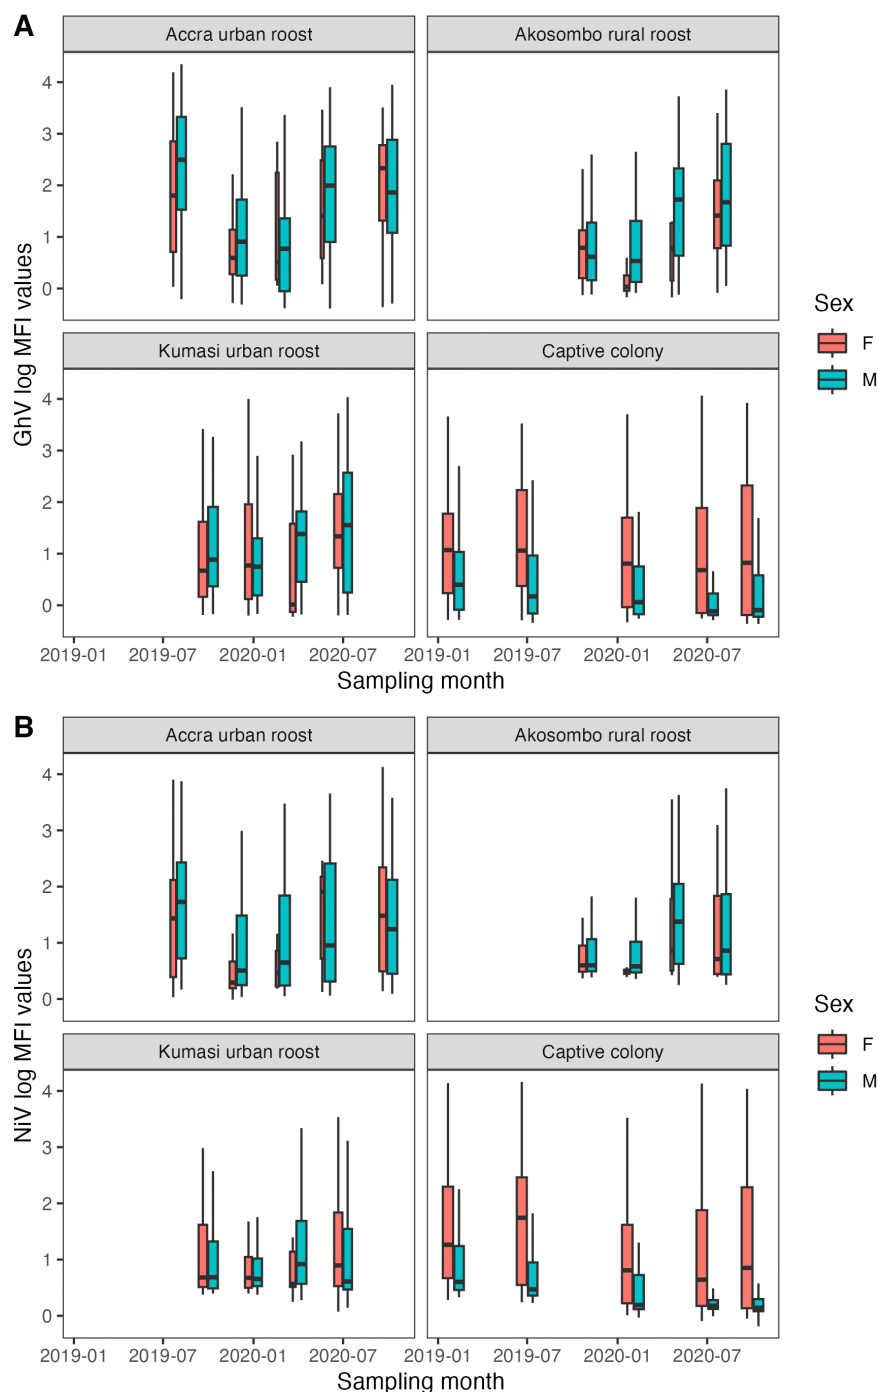 A
Accra urban roost
Akosombo rural roost
4
3
2
1
0
Kumasi urban roost
Captive colony
4
3
2
1
0
GhV log MFI values
2019-01
2019-07
2020-01
2020-07
2019-01
2019-07
2020-01
2020-07
Sampling month
Sex
F
M
B
Accra urban roost
Akosombo rural roost
4
3
2
1
0
Kumasi urban roost
Captive colony
4
3
2
1
0
NiV log MFI values
2019-01
2019-07
2020-01
2020-07
2019-01
2019-07
2020-01
2020-07
Sampling month
Sex
F
M